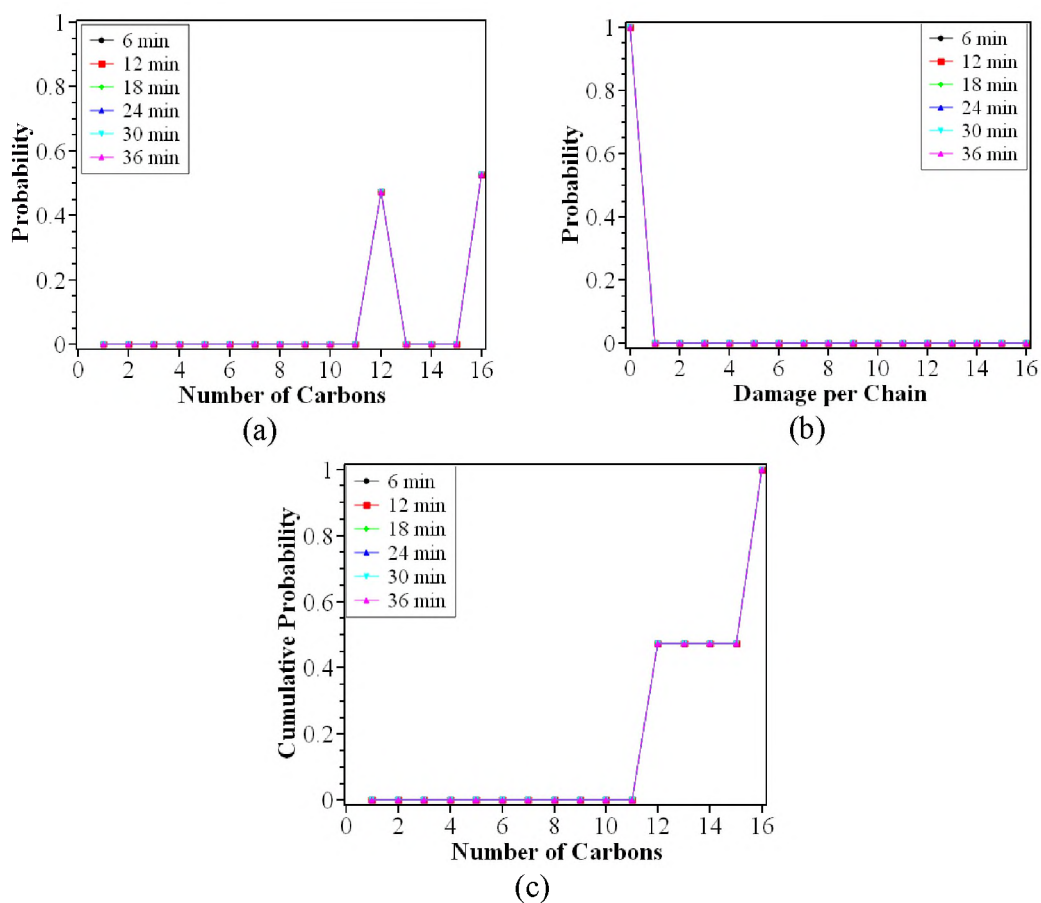 1
0.8
0.6
0.4
0.2
0
Probability
6 min
12 min
18 min
24 min
30 min
36 min
0 2 4 6 8 10 12 14 16
Number of Carbons
(a)
1
0.8
0.6
0.4
0.2
0
Probability
6 min
12 min
18 min
24 min
30 min
36 min
0 2 4 6 8 10 12 14 16
Damage per Chain
(b)
1
0.8
0.6
0.4
0.2
0
Cumulative Probability
6 min
12 min
18 min
24 min
30 min
36 min
0 2 4 6 8 10 12 14 16
Number of Carbons
(c)